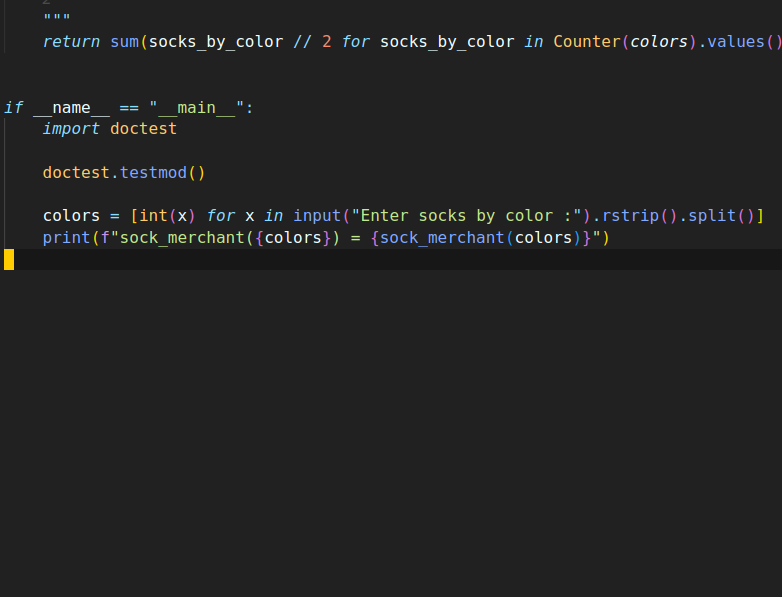 """
return sum(socks_by_color // 2 for socks_by_color in Counter(colors).values()
if __name__ == "__main__":
import doctest
doctest.testmod()
colors = [int(x) for x in input("Enter socks by color :").rstrip().split()]
print(f"sock_merchant({colors}) = {sock_merchant(colors)}")